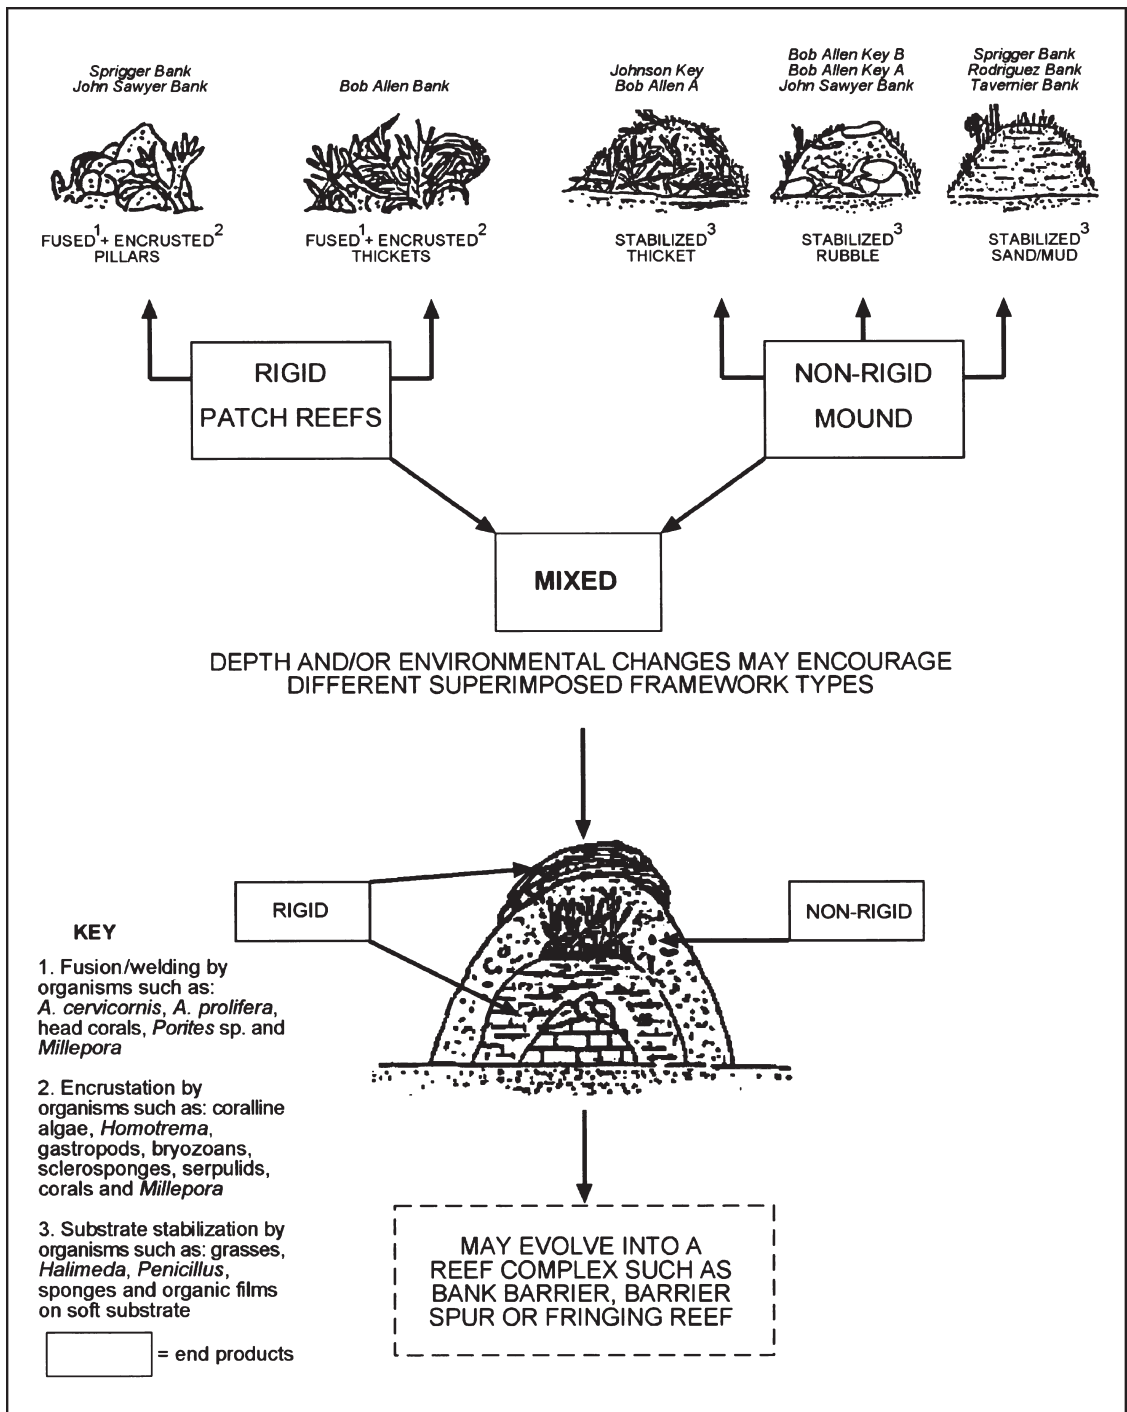 Sprigger Bank
John Sawyer Bank
Bob Allen Bank
Johnson Key
Bob Allen A
Bob Allen Key B
Bob Allen Key A
John Sawyer Bank
Sprigger Bank
Rodriguez Bank
Tavernier Bank
FUSED¹+ ENCRUSTED²
PILLARS
FUSED¹+ ENCRUSTED²
THICKETS
STABILIZED³
THICKET
STABILIZED³
RUBBLE
STABILIZED³
SAND/MUD
RIGID
PATCH REEFS
NON-RIGID
MOUND
MIXED
DEPTH AND/OR ENVIRONMENTAL CHANGES MAY ENCOURAGE
DIFFERENT SUPERIMPOSED FRAMEWORK TYPES
RIGID
NON-RIGID
KEY
1. Fusion/welding by
organisms such as:
A. cervicornis, A. prolifera,
head corals, Porites sp. and
Millepora
2. Encrustation by
organisms such as: coralline
algae, Homotrema,
gastropods, bryozoans,
sclerosponges, serpulids,
corals and Millepora
3. Substrate stabilization by
organisms such as: grasses,
Halimeda, Penicillus,
sponges and organic films
on soft substrate
= end products
MAY EVOLVE INTO A
REEF COMPLEX SUCH AS
BANK BARRIER, BARRIER
SPUR OR FRINGING REEF